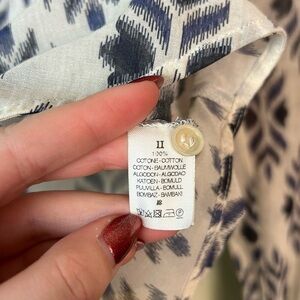 II
100%
COTONE - COTTON
COTON - BAUMWOLLE
ALGODON - ALGODAO
KATOEN - BOMULD
PUUVILLA - BOMULL
BOMBAZ - BAMBAKI